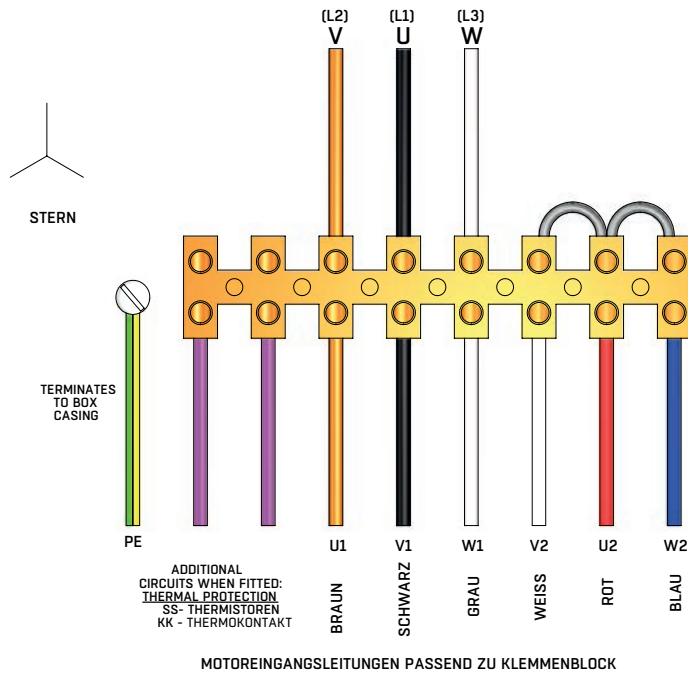 (L2) (L1) (L3)
V U W
STERN
TERMINATES
TO BOX
CASING
PE U1 V1 W1 V2 U2 W2
ADDITIONAL
CIRCUITS WHEN FITTED:
THERMAL PROTECTION
SS- THERMISTOREN
KK - THERMOKONTAKT
BRAUN
SCHWARZ
GRAU
WEISS
ROT
BLAU
MOTOREINGANGSLEITUNGEN PASSEND ZU KLEMMENBLOCK